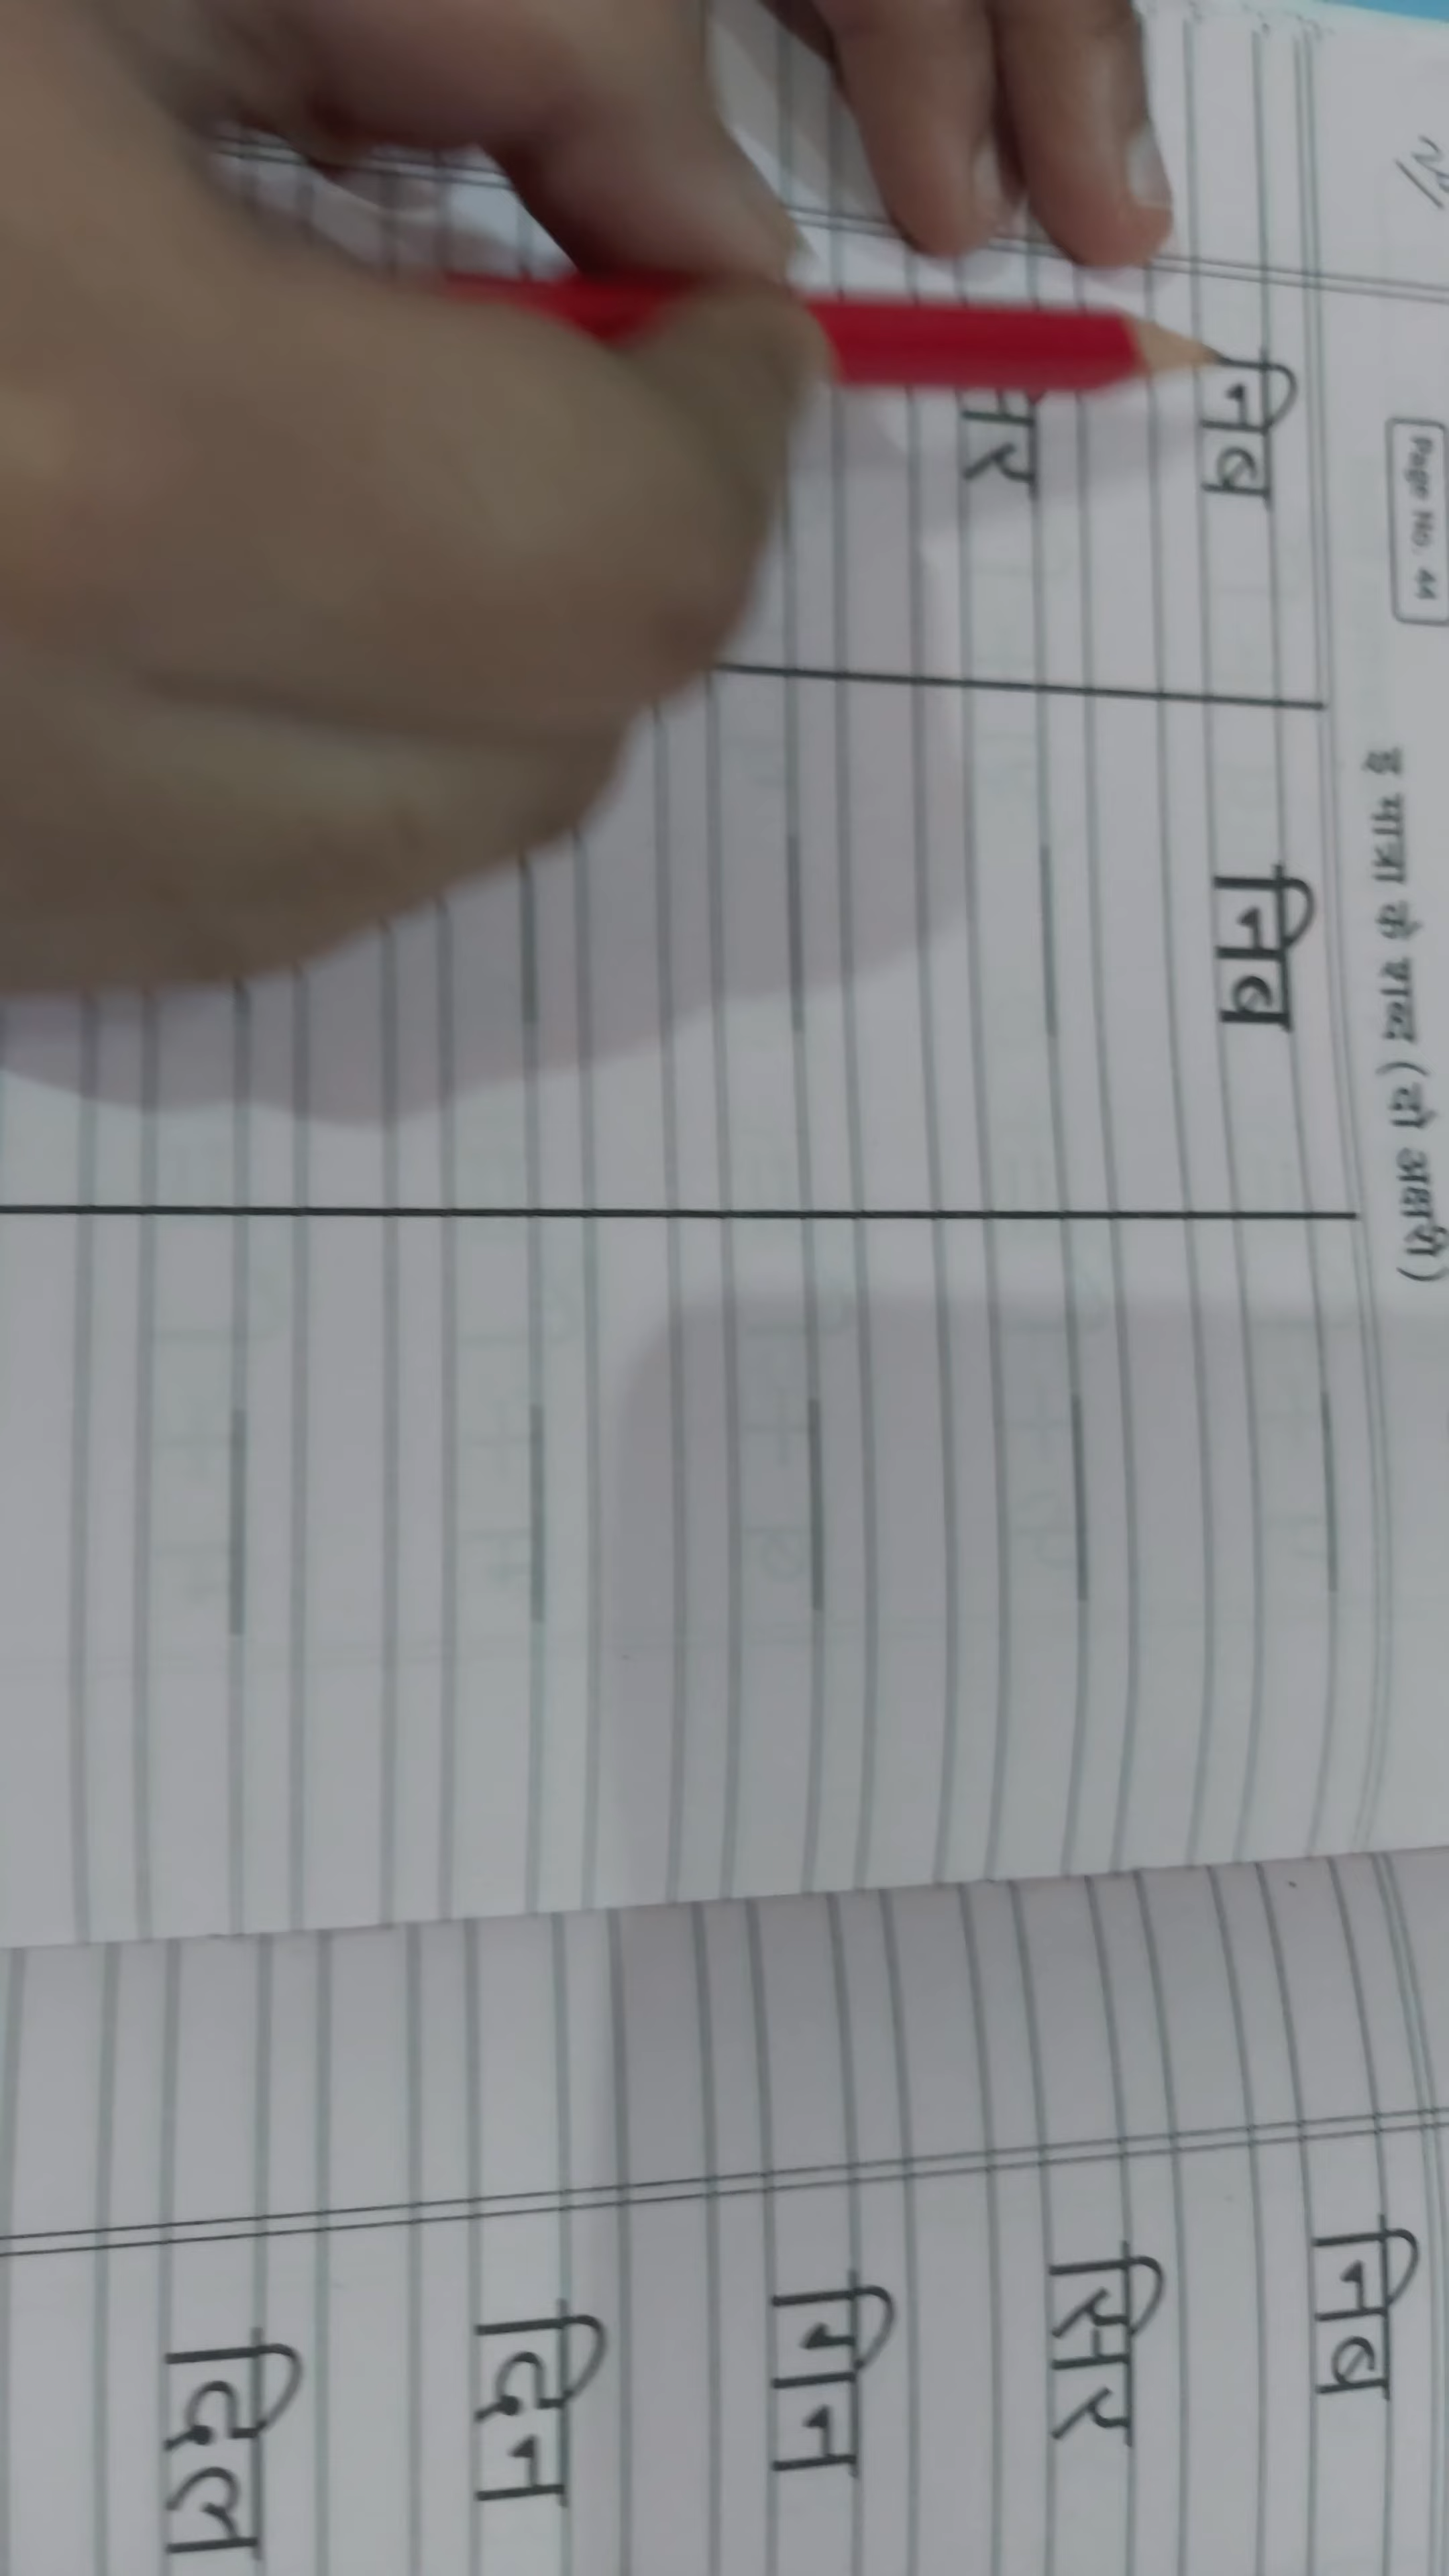 Page No. 44
इ मात्रा के शब्द (दो अक्षरी)
निब निब
निब
सिर
गिन
दिन
दिल